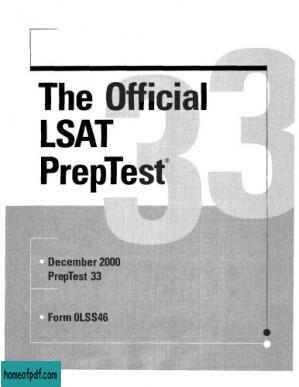 33
The Official
LSAT
PrepTest®
• December 2000
PrepTest 33
• Form 0LSS46
homeofpdf.com